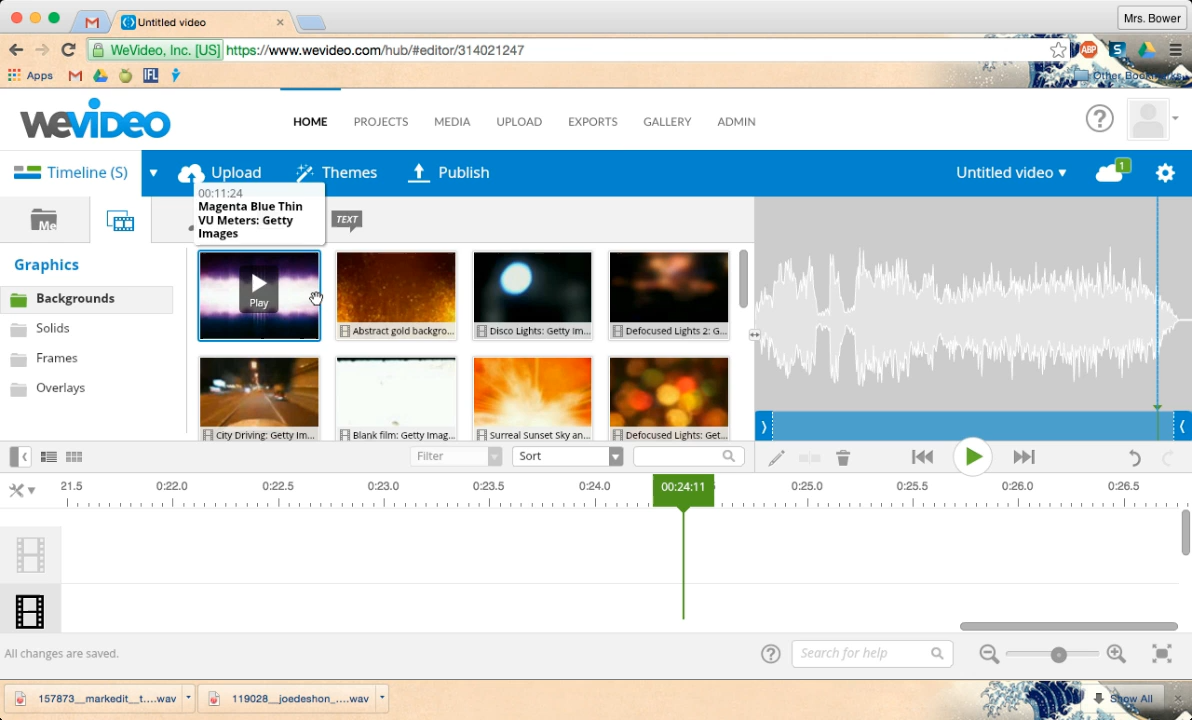 Untitled video
Mrs. Bower
WeVideo, Inc. [US]
https://www.wevideo.com/hub/#editor/314021247
ABP
S
Apps
IFL
Other Bookmarks
WEVIDEO
HOME
PROJECTS
MEDIA
UPLOAD
EXPORTS
GALLERY
ADMIN
Timeline (S)
Upload
Themes
Publish
Untitled video
1
Me
TEXT
00:11:24
Magenta Blue Thin
VU Meters: Getty
Images
Graphics
Backgrounds
Solids
Frames
Overlays
Play
Abstract gold backgro...
Disco Lights: Getty Im...
Defocused Lights 2: G...
City Driving: Getty Im...
Blank film: Getty Imag...
Surreal Sunset Sky an...
Defocused Lights: Get...
Filter
Sort
21.5
0:22.0
0:22.5
0:23.0
0:23.5
0:24.0
00:24:11
0:25.0
0:25.5
0:26.0
0:26.5
All changes are saved.
Search for help
157873__markedit__t....wav
119028__joedeshon_....wav
Show All